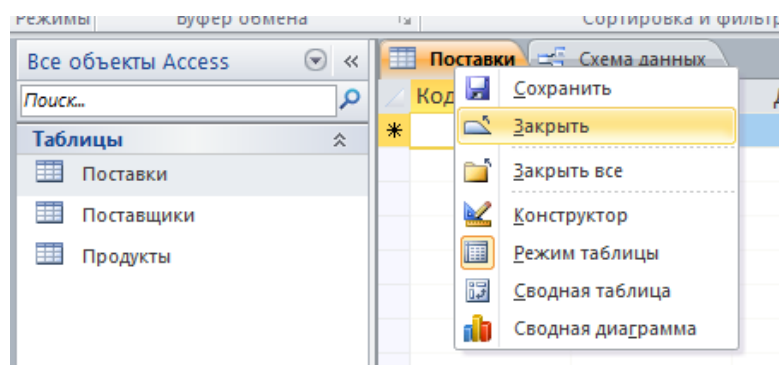 Режимы Буфер обмена Сортировка и фильтр
Все объекты Access
Поиск...
Таблицы
Поставки
Поставщики
Продукты
Поставки Схема данных
Код
Сохранить
Закрыть
Закрыть все
Конструктор
Режим таблицы
Сводная таблица
Сводная диаграмма